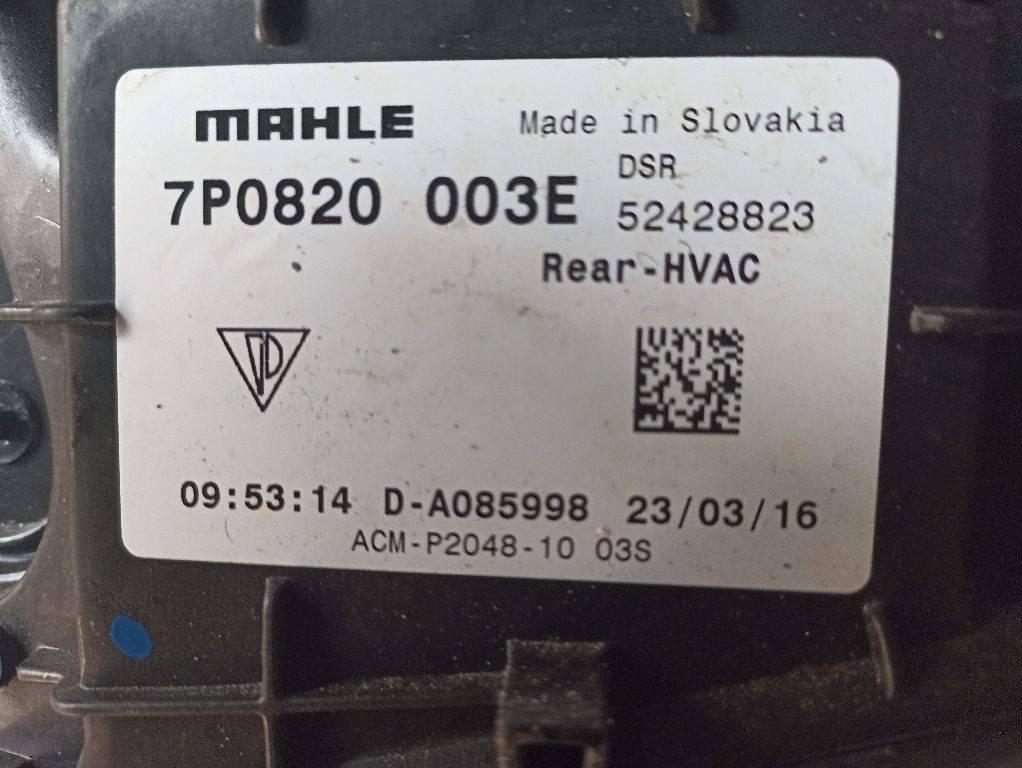 MAHLE
Made in Slovakia
DSR
7P0820 003E
52428823
Rear-HVAC
09:53:14 D-A085998 23/03/16
ACM-P2048-10 03S